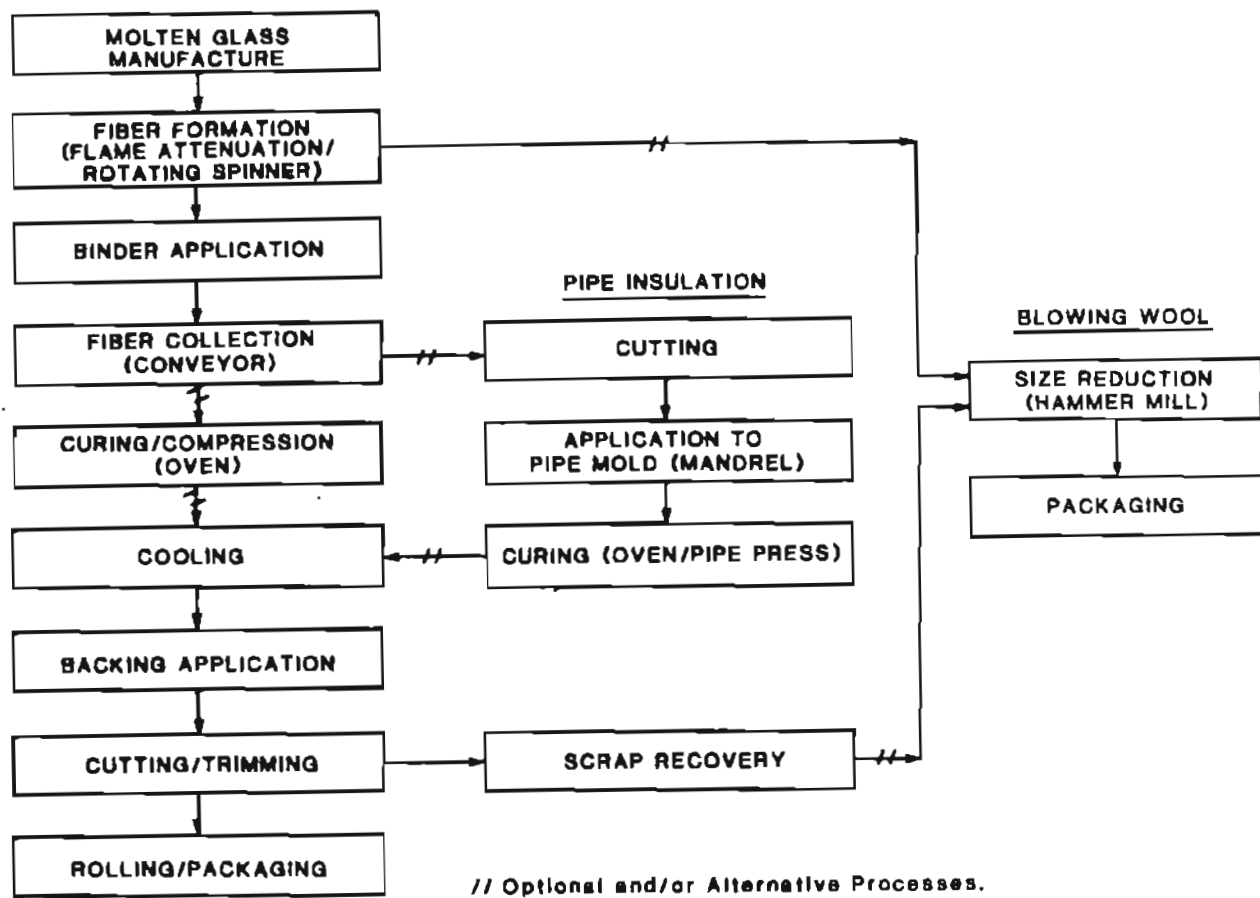 MOLTEN GLASS
MANUFACTURE
FIBER FORMATION
(FLAME ATTENUATION/
ROTATING SPINNER)
BINDER APPLICATION
FIBER COLLECTION
(CONVEYOR)
CURING/COMPRESSION
(OVEN)
COOLING
BACKING APPLICATION
CUTTING/TRIMMING
ROLLING/PACKAGING
PIPE INSULATION
CUTTING
APPLICATION TO
PIPE MOLD (MANDREL)
CURING (OVEN/PIPE PRESS)
SCRAP RECOVERY
BLOWING WOOL
SIZE REDUCTION
(HAMMER MILL)
PACKAGING
// Optional and/or Alternative Processes.